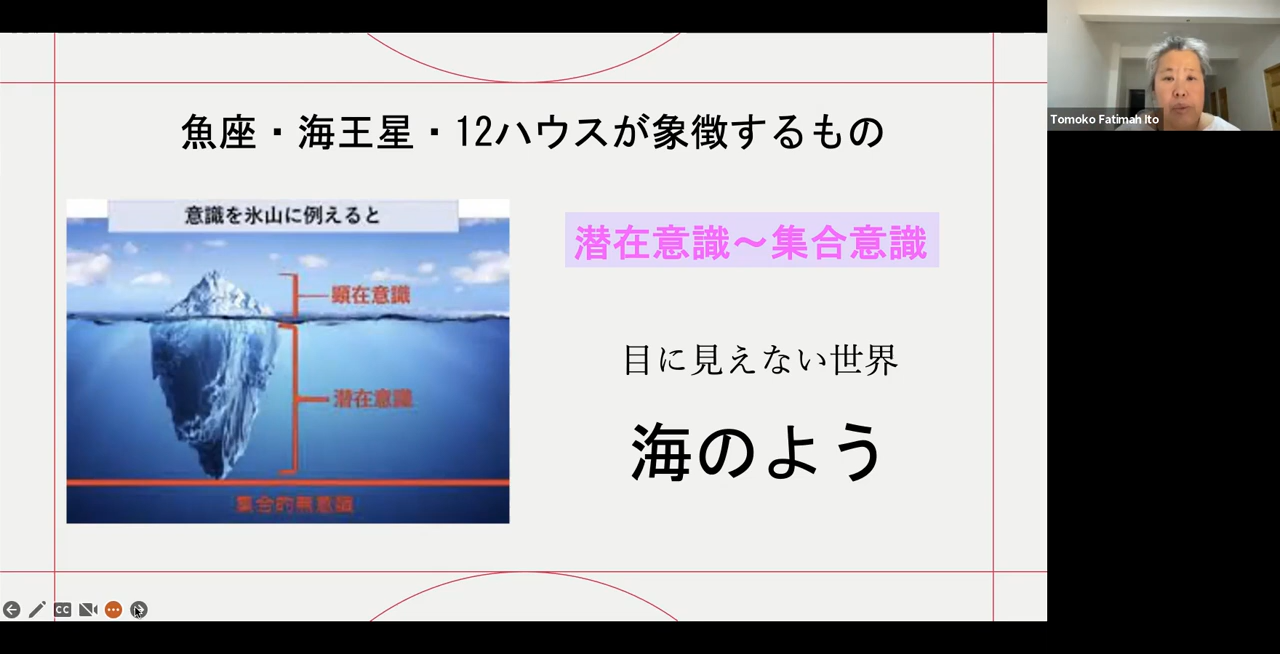 魚座・海王星・12ハウスが象徴するもの
意識を氷山に例えると
顕在意識
潜在意識
集合的無意識
潜在意識～集合意識
目に見えない世界
海のよう
CC
Tomoko Fatimah Ito